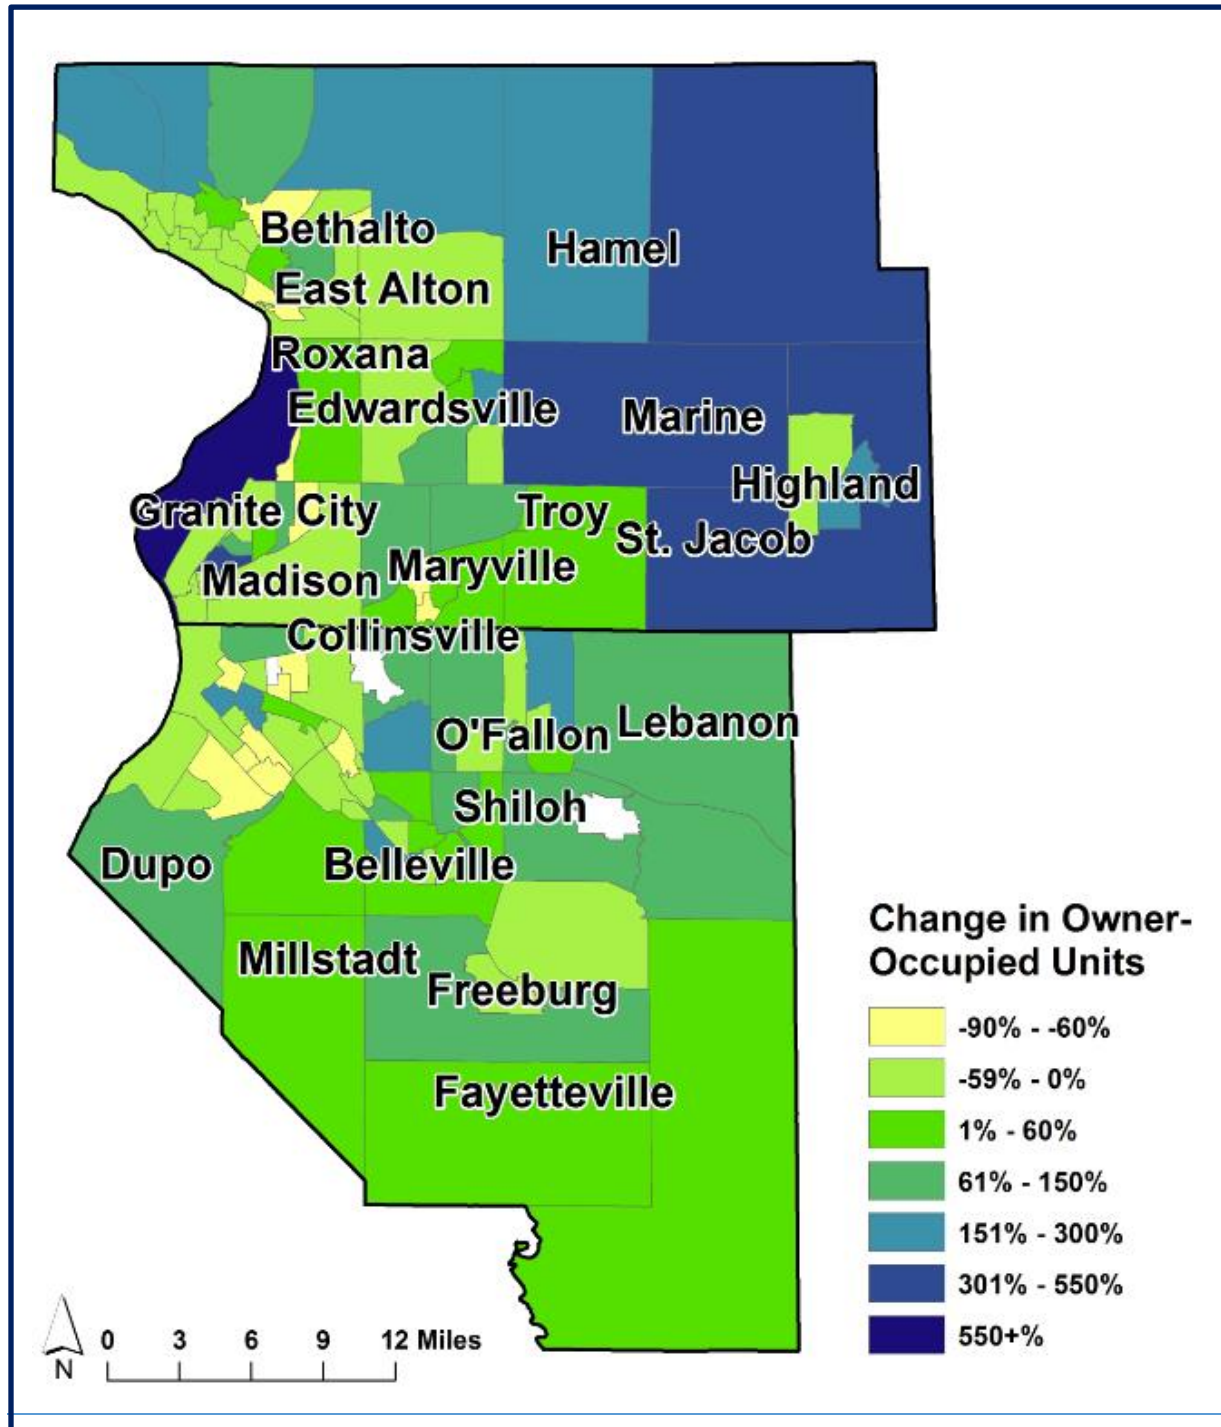 Bethalto
Hamel
East Alton
Roxana
Edwardsville
Marine
Highland
Granite City
Troy
St. Jacob
Madison
Maryville
Collinsville
O'Fallon
Lebanon
Shiloh
Dupo
Belleville
Millstadt
Freeburg
Fayetteville
Change in Owner-
Occupied Units
-90% - -60%
-59% - 0%
1% - 60%
61% - 150%
151% - 300%
301% - 550%
550+%
N
0 3 6 9 12 Miles